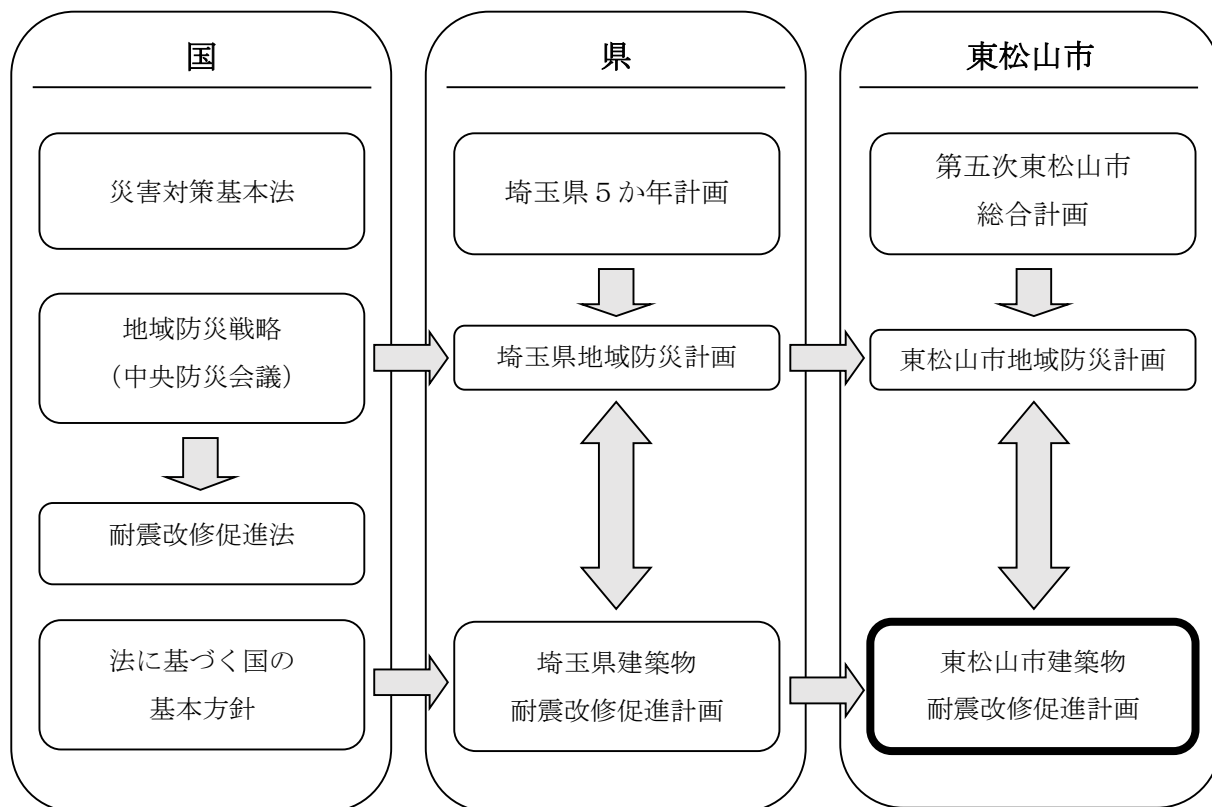 国
災害対策基本法
地域防災戦略
（中央防災会議）
耐震改修促進法
法に基づく国の
基本方針
県
埼玉県５か年計画
埼玉県地域防災計画
埼玉県建築物
耐震改修促進計画
東松山市
第五次東松山市
総合計画
東松山市地域防災計画
東松山市建築物
耐震改修促進計画